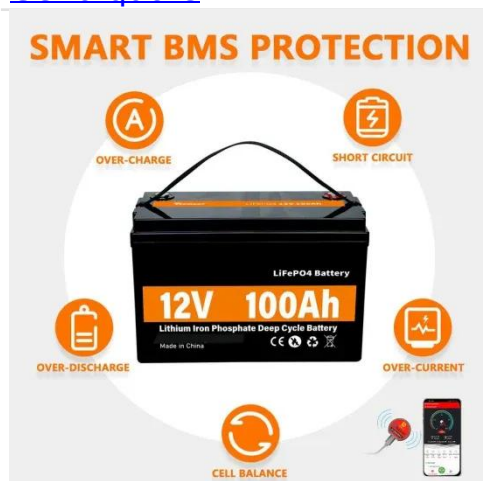 SMART BMS PROTECTION
OVER-CHARGE
SHORT CIRCUIT
LiFePO4 Battery
12V 100Ah
Lithium Iron Phosphate Deep Cycle Battery
Made in China
CE
OVER-DISCHARGE
OVER-CURRENT
CELL BALANCE